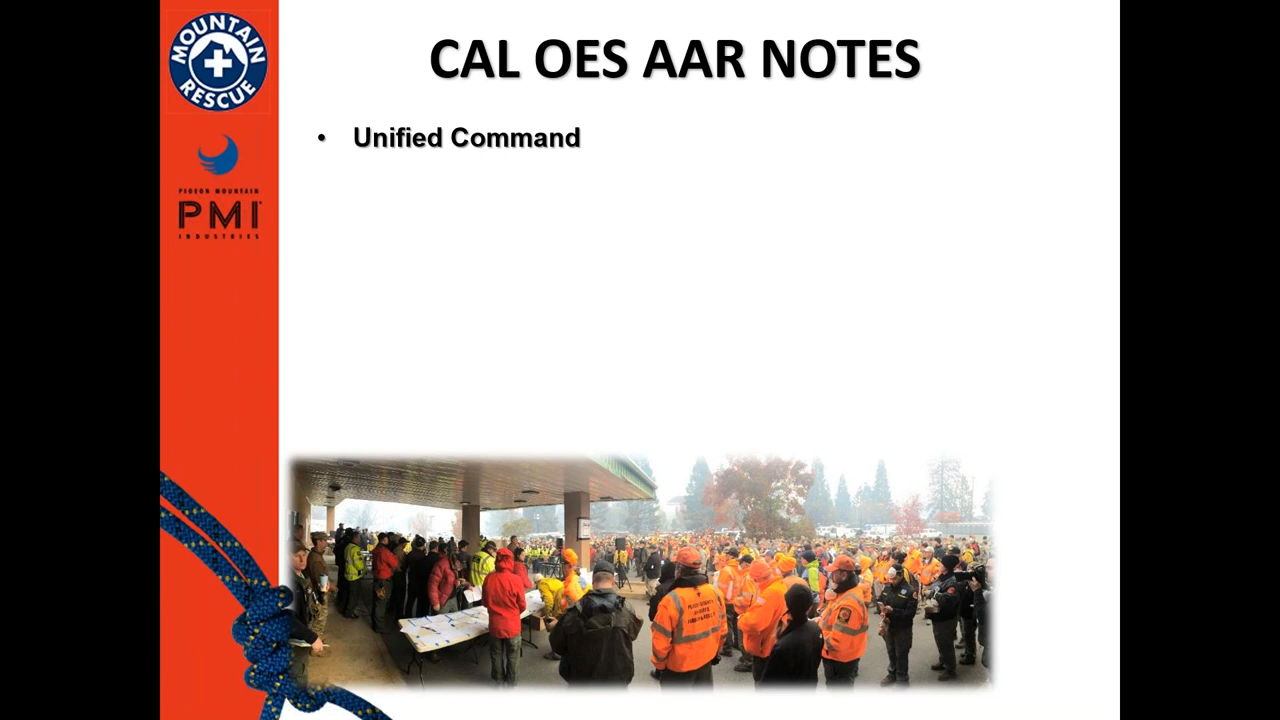 MOUNTAIN
RESCUE
CAL OES AAR NOTES
• Unified Command
PIGEON MOUNTAIN
PMI
INDUSTRIES